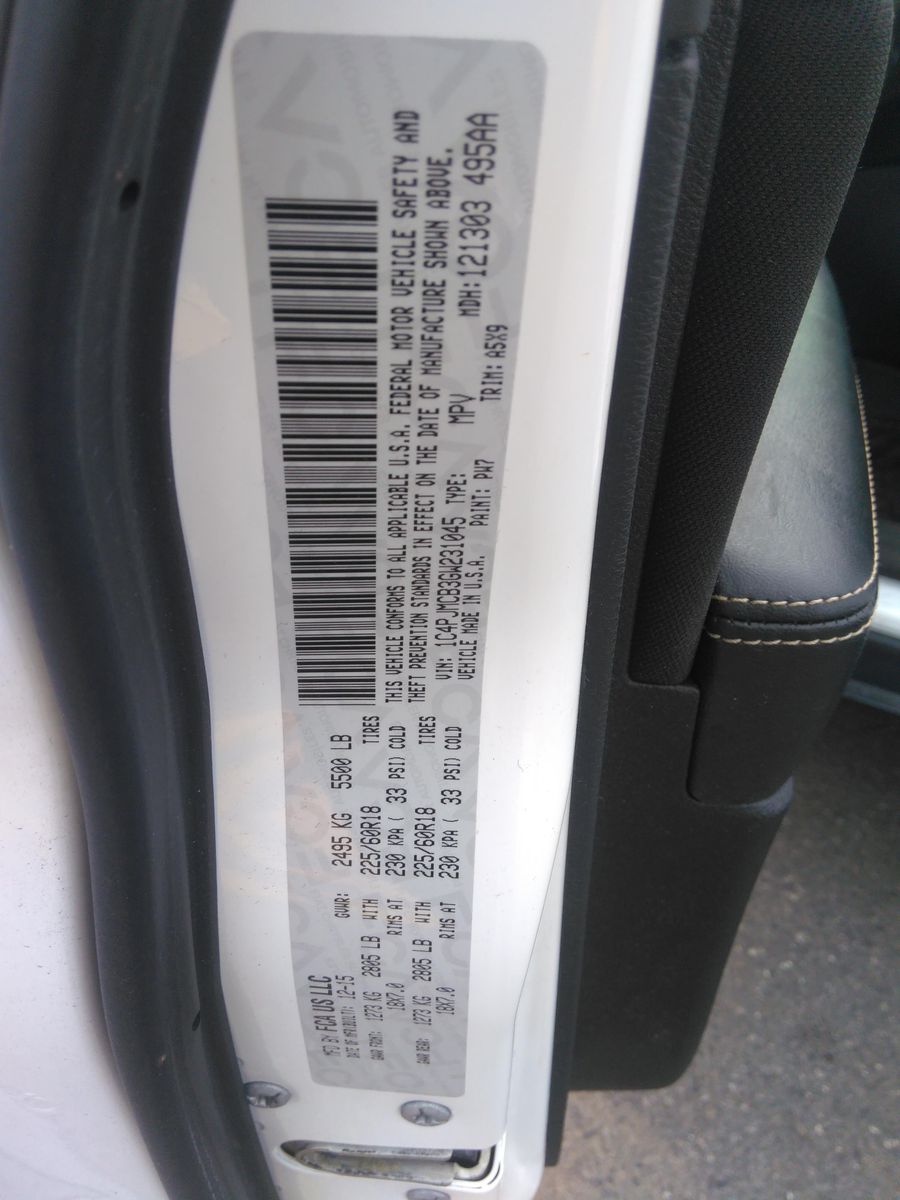 MFD BY FCA US LLC
DATE OF MFR(BUILT): 12-15 GVWR: 2495 KG 5500 LB
GAWR FRONT: 1273 KG 2805 LB WITH 225/60R18 TIRES
18X7.0 RIMS AT 230 KPA ( 33 PSI) COLD
GAWR REAR: 1273 KG 2805 LB WITH 225/60R18 TIRES
18X7.0 RIMS AT 230 KPA ( 33 PSI) COLD
THIS VEHICLE CONFORMS TO ALL APPLICABLE U.S.A. FEDERAL MOTOR VEHICLE SAFETY AND
THEFT PREVENTION STANDARDS IN EFFECT ON THE DATE OF MANUFACTURE SHOWN ABOVE.
VIN: 1C4PJMCB3GW231045 TYPE: MPV MDH:121303 495AA
VEHICLE MADE IN U.S.A. PAINT: PW7 TRIM: A5X9